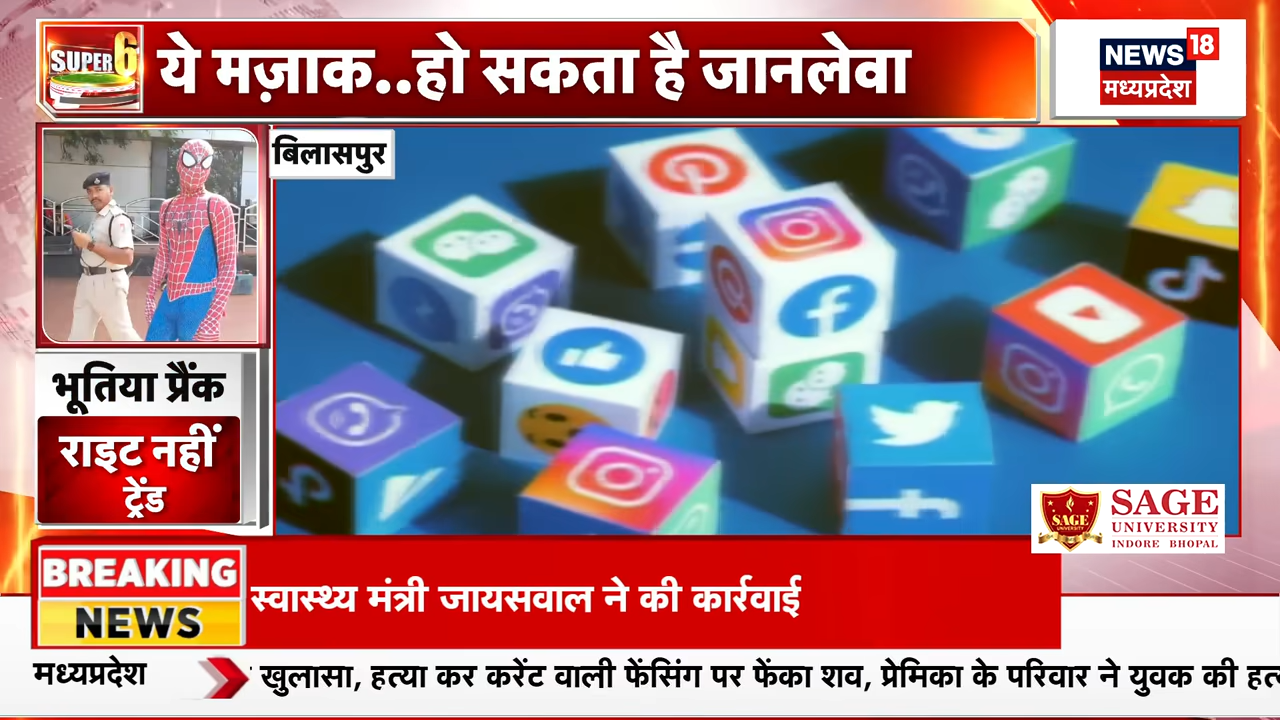 SUPER 6
ये मज़ाक..हो सकता है जानलेवा
NEWS 18
मध्यप्रदेश
बिलासपुर
भूतिया प्रैंक
राइट नहीं
ट्रेंड
SAGE
SAGE
UNIVERSITY
INDORE BHOPAL
BREAKING
NEWS
स्वास्थ्य मंत्री जायसवाल ने की कार्रवाई
मध्यप्रदेश
खुलासा, हत्या कर करेंट वाली फेंसिंग पर फेंका शव, प्रेमिका के परिवार ने युवक की